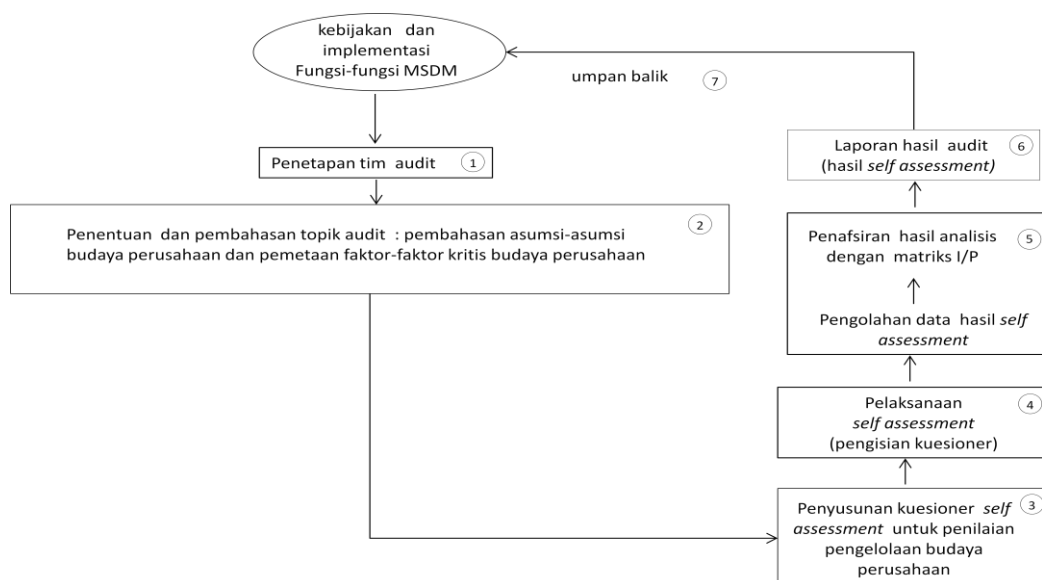 kebijakan dan
implementasi
Fungsi-fungsi MSDM
umpan balik
7
Penetapan tim audit
1
Penentuan dan pembahasan topik audit : pembahasan asumsi-asumsi
budaya perusahaan dan pemetaan faktor-faktor kritis budaya perusahaan
2
Penyusunan kuesioner self
assessment untuk penilaian
pengelolaan budaya
perusahaan
3
Pelaksanaan
self assessment
(pengisian kuesioner)
4
Penafsiran hasil analisis
dengan matriks I/P
Pengolahan data hasil self
assessment
5
Laporan hasil audit
(hasil self assessment)
6